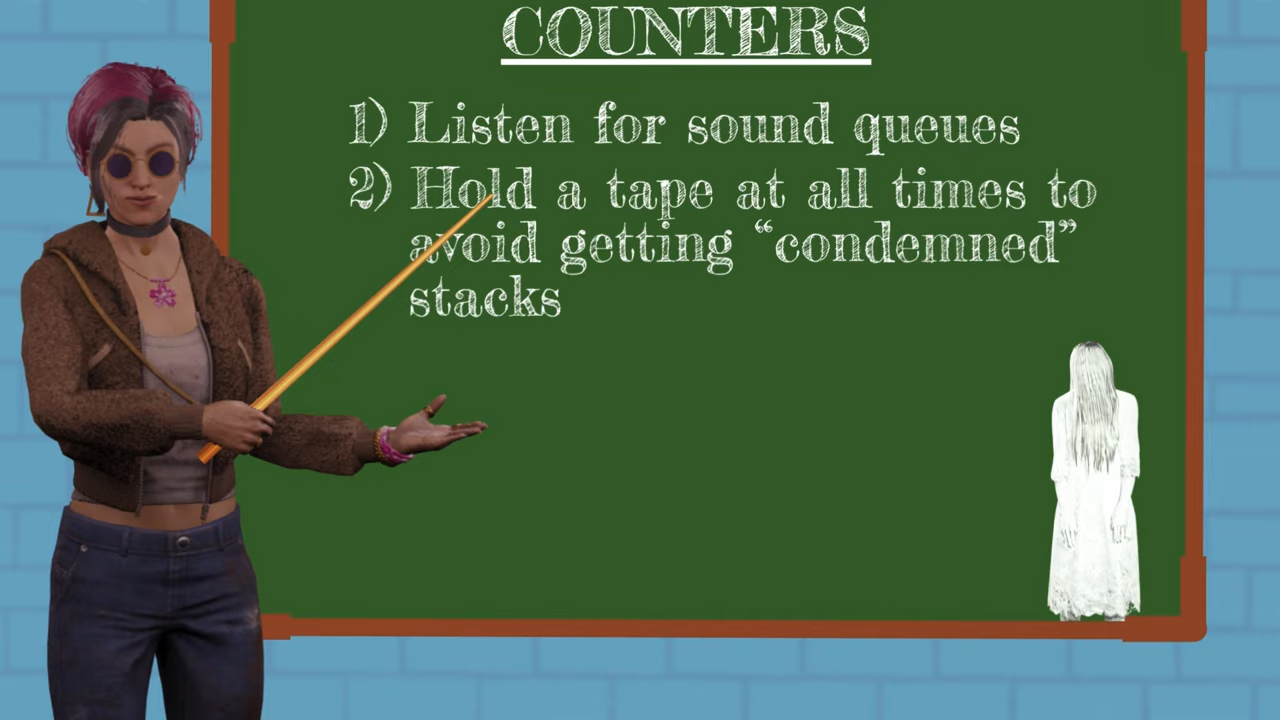 COUNTERS
1) Listen for sound queues
2) Hold a tape at all times to
avoid getting “condemned”
stacks